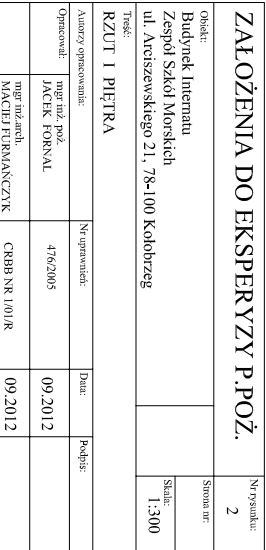 ZAŁOŻENIA DO EKSPERYZY P.POŻ.
Nr rysunku:
2
Obiekt:
Budynek Internatu
Zespół Szkół Morskich
ul. Arciszewskiego 21, 78-100 Kołobrzeg
Strona nr:
Skala:
1:300
Treść:
RZUT I PIĘTRA
Autorzy opracowania:
Nr uprawnień:
Data:
Podpis:
Opracował:
mgr inż. poż.
JACEK FORNAL
476/2005
09.2012
mgr inż.arch.
MACIEJ FURMAŃCZYK
CRBB NR 1/01/R
09.2012